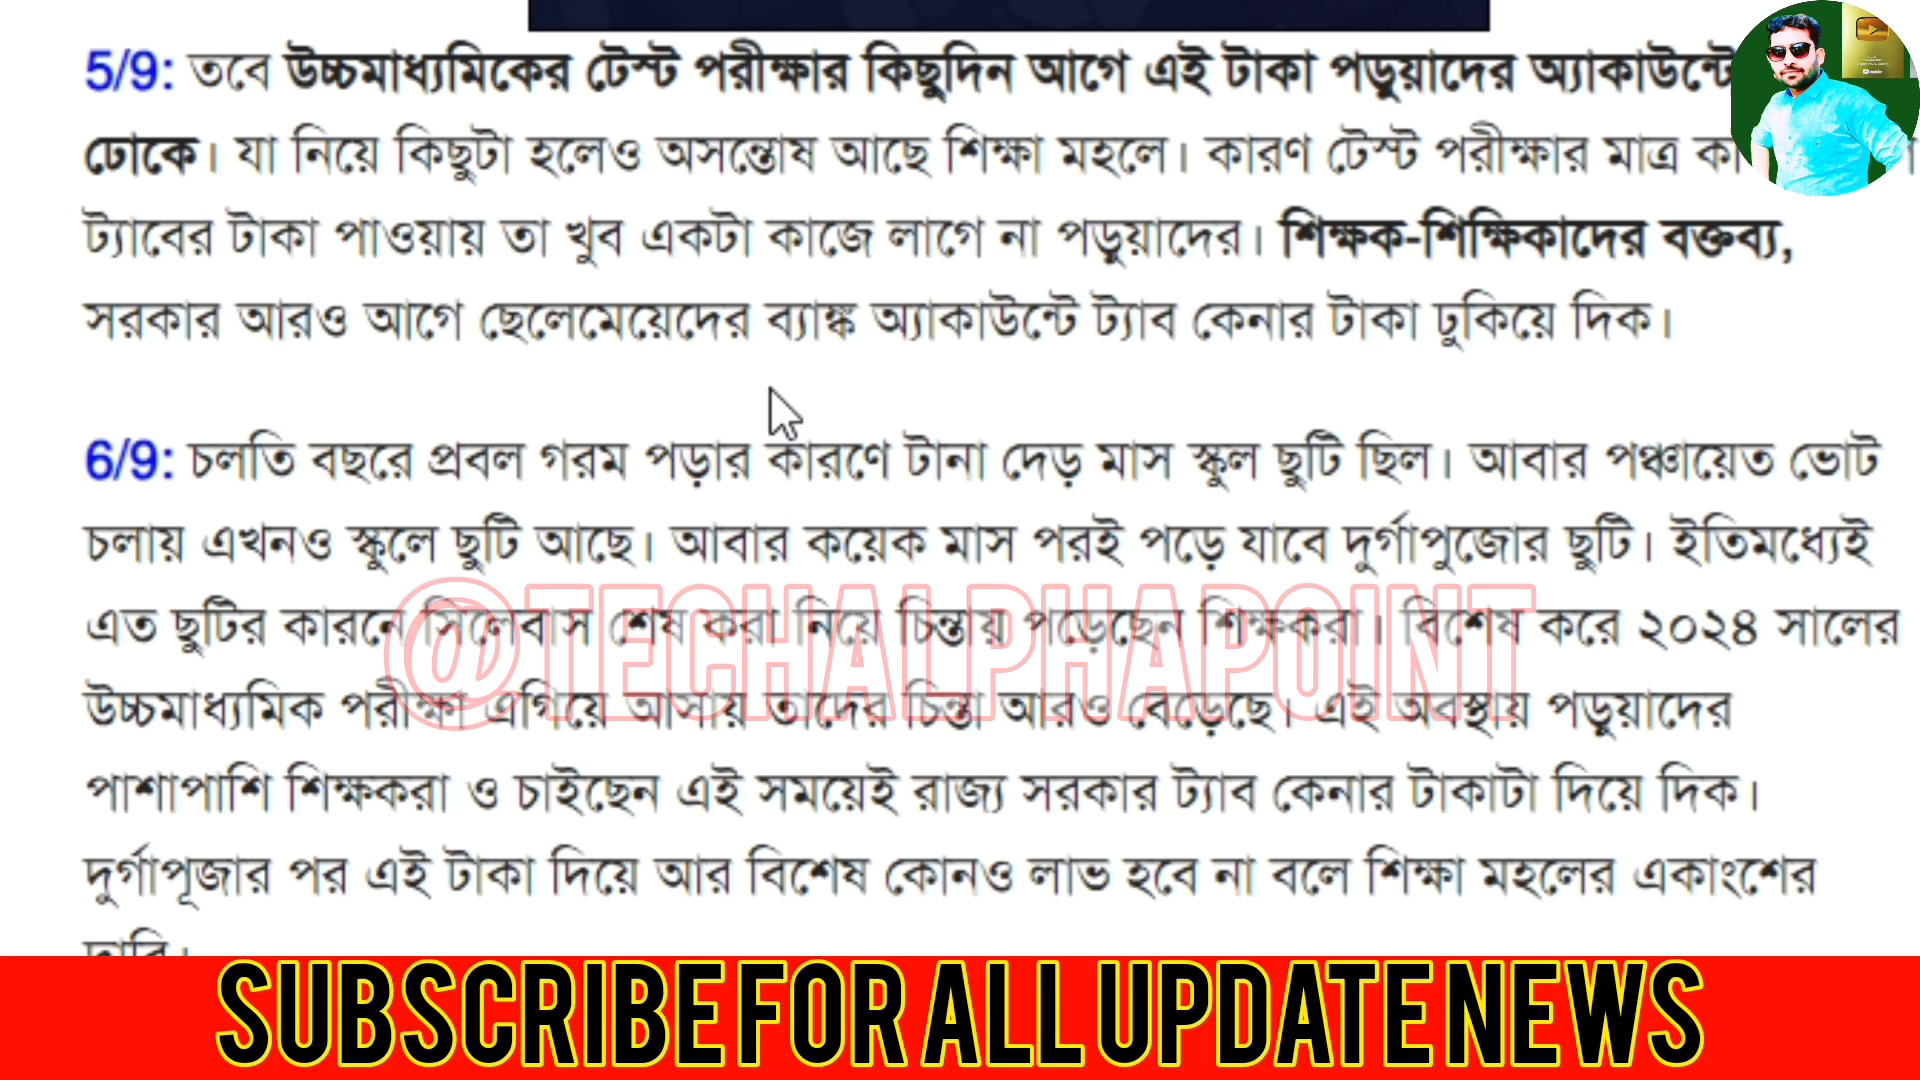 5/9: তবে উচ্চমাধ্যমিকের টেস্ট পরীক্ষার কিছুদিন আগে এই টাকা পড়ুয়াদের অ্যাকাউন্টে
ঢোকে। যা নিয়ে কিছুটা হলেও অসন্তোষ আছে শিক্ষা মহলে। কারণ টেস্ট পরীক্ষার মাত্র
ট্যাবের টাকা পাওয়ায় তা খুব একটা কাজে লাগে না পড়ুয়াদের। শিক্ষক-শিক্ষিকাদের বক্তব্য,
সরকার আরও আগে ছেলেমেয়েদের ব্যাঙ্ক অ্যাকাউন্টে ট্যাব কেনার টাকা ঢুকিয়ে দিক।
6/9: চলতি বছরে প্রবল গরম পড়ার কারণে টানা দেড় মাস স্কুল ছুটি ছিল। আবার পঞ্চায়েত ভোট
চলায় এখনও স্কুলে ছুটি আছে। আবার কয়েক মাস পরই পড়ে যাবে দুর্গাপুজোর ছুটি। ইতিমধ্যেই
এত ছুটির কারনে সিলেবাস শেষ করা নিয়ে চিন্তায় পড়েছেন শিক্ষকরা। বিশেষ করে ২০২৪ সালের
@TECHALPHAPOINT
উচ্চমাধ্যমিক পরীক্ষা এগিয়ে আসায় তাদের চিন্তা আরও বেড়েছে। এই অবস্থায় পড়ুয়াদের
পাশাপাশি শিক্ষকরা ও চাইছেন এই সময়েই রাজ্য সরকার ট্যাব কেনার টাকাটা দিয়ে দিক।
দুর্গাপূজার পর এই টাকা দিয়ে আর বিশেষ কোনও লাভ হবে না বলে শিক্ষা মহলের একাংশের
SUBSCRIBE FOR ALL UPDATE NEWS